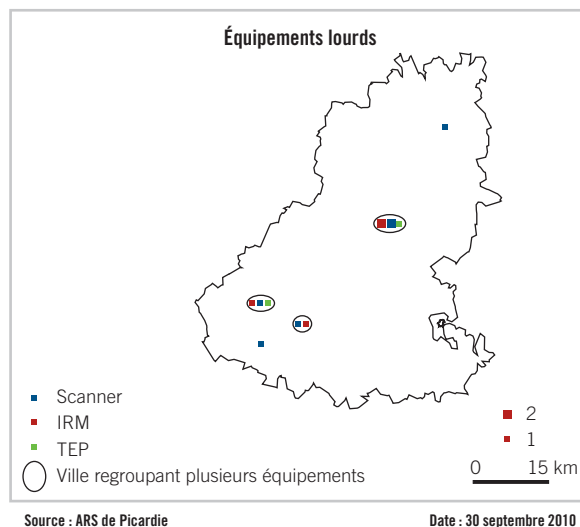 Équipements lourds
Scanner
IRM
TEP
Ville regroupant plusieurs équipements
2
1
0 15 km
Source : ARS de Picardie Date : 30 septembre 2010